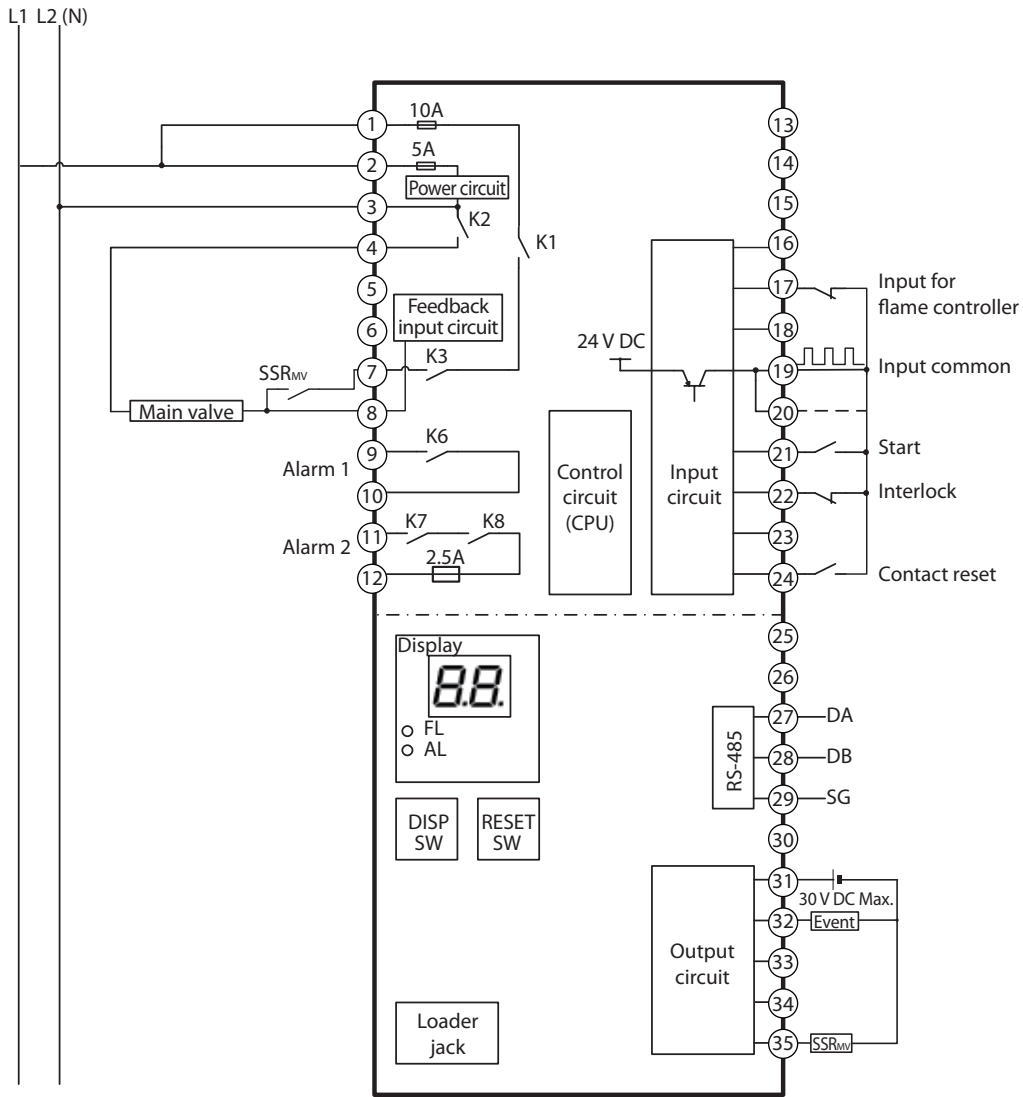 L1 L2 (N)
1
10A
2
5A
Power circuit
3
K2
4
K1
5
6
Feedback
input circuit
SSRMV
7
K3
Main valve
8
Alarm 1
9
K6
10
Alarm 2
11
K7
K8
12
2.5A
Control
circuit
(CPU)
24 V DC
Input
circuit
13
14
15
16
17
Input for
flame controller
18
19
Input common
20
21
Start
22
Interlock
23
24
Contact reset
Display
8.8.
FL
AL
DISP
SW
RESET
SW
Loader
jack
25
26
RS-485
27
DA
28
DB
29
SG
30
Output
circuit
31
30 V DC Max.
32
Event
33
34
35
SSRMV